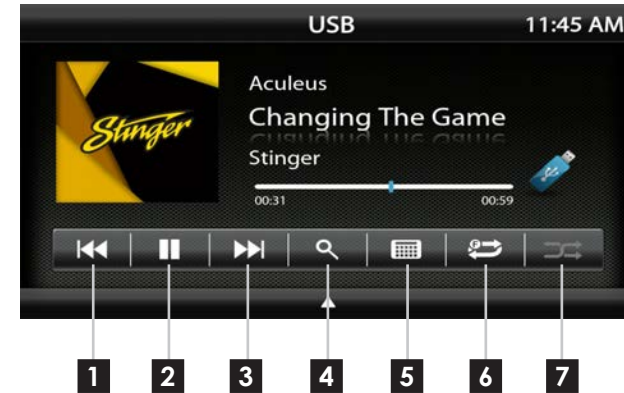 USB
11:45 AM
Stinger
Aculeus
Changing The Game
Stinger
00:31
00:59
1 2 3 4 5 6 7